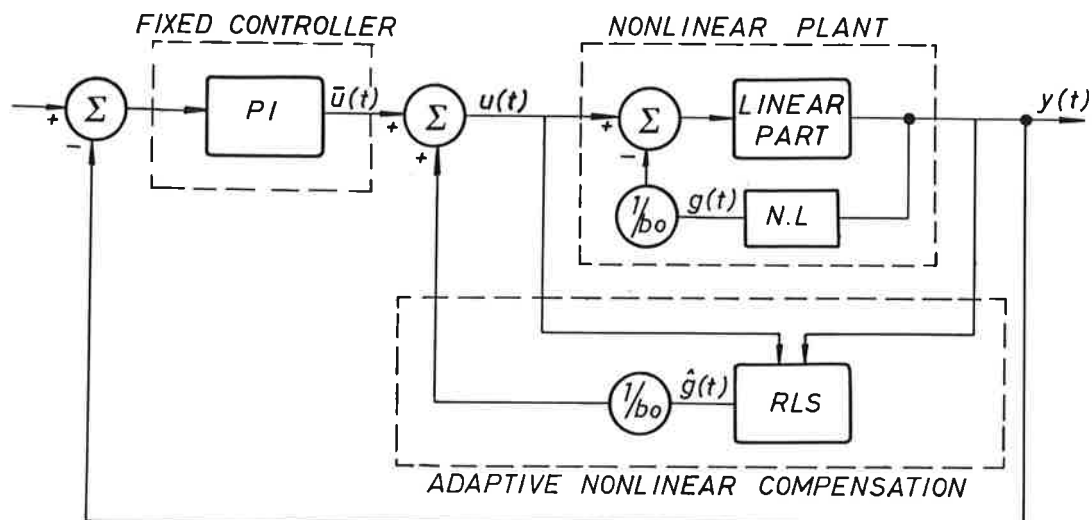 FIXED CONTROLLER
NONLINEAR PLANT
Σ
+
-
PI
ū(t)
Σ
+
+
u(t)
Σ
+
-
LINEAR
PART
y(t)
1/bo
g(t)
N.L
1/bo
ĝ(t)
RLS
ADAPTIVE NONLINEAR COMPENSATION